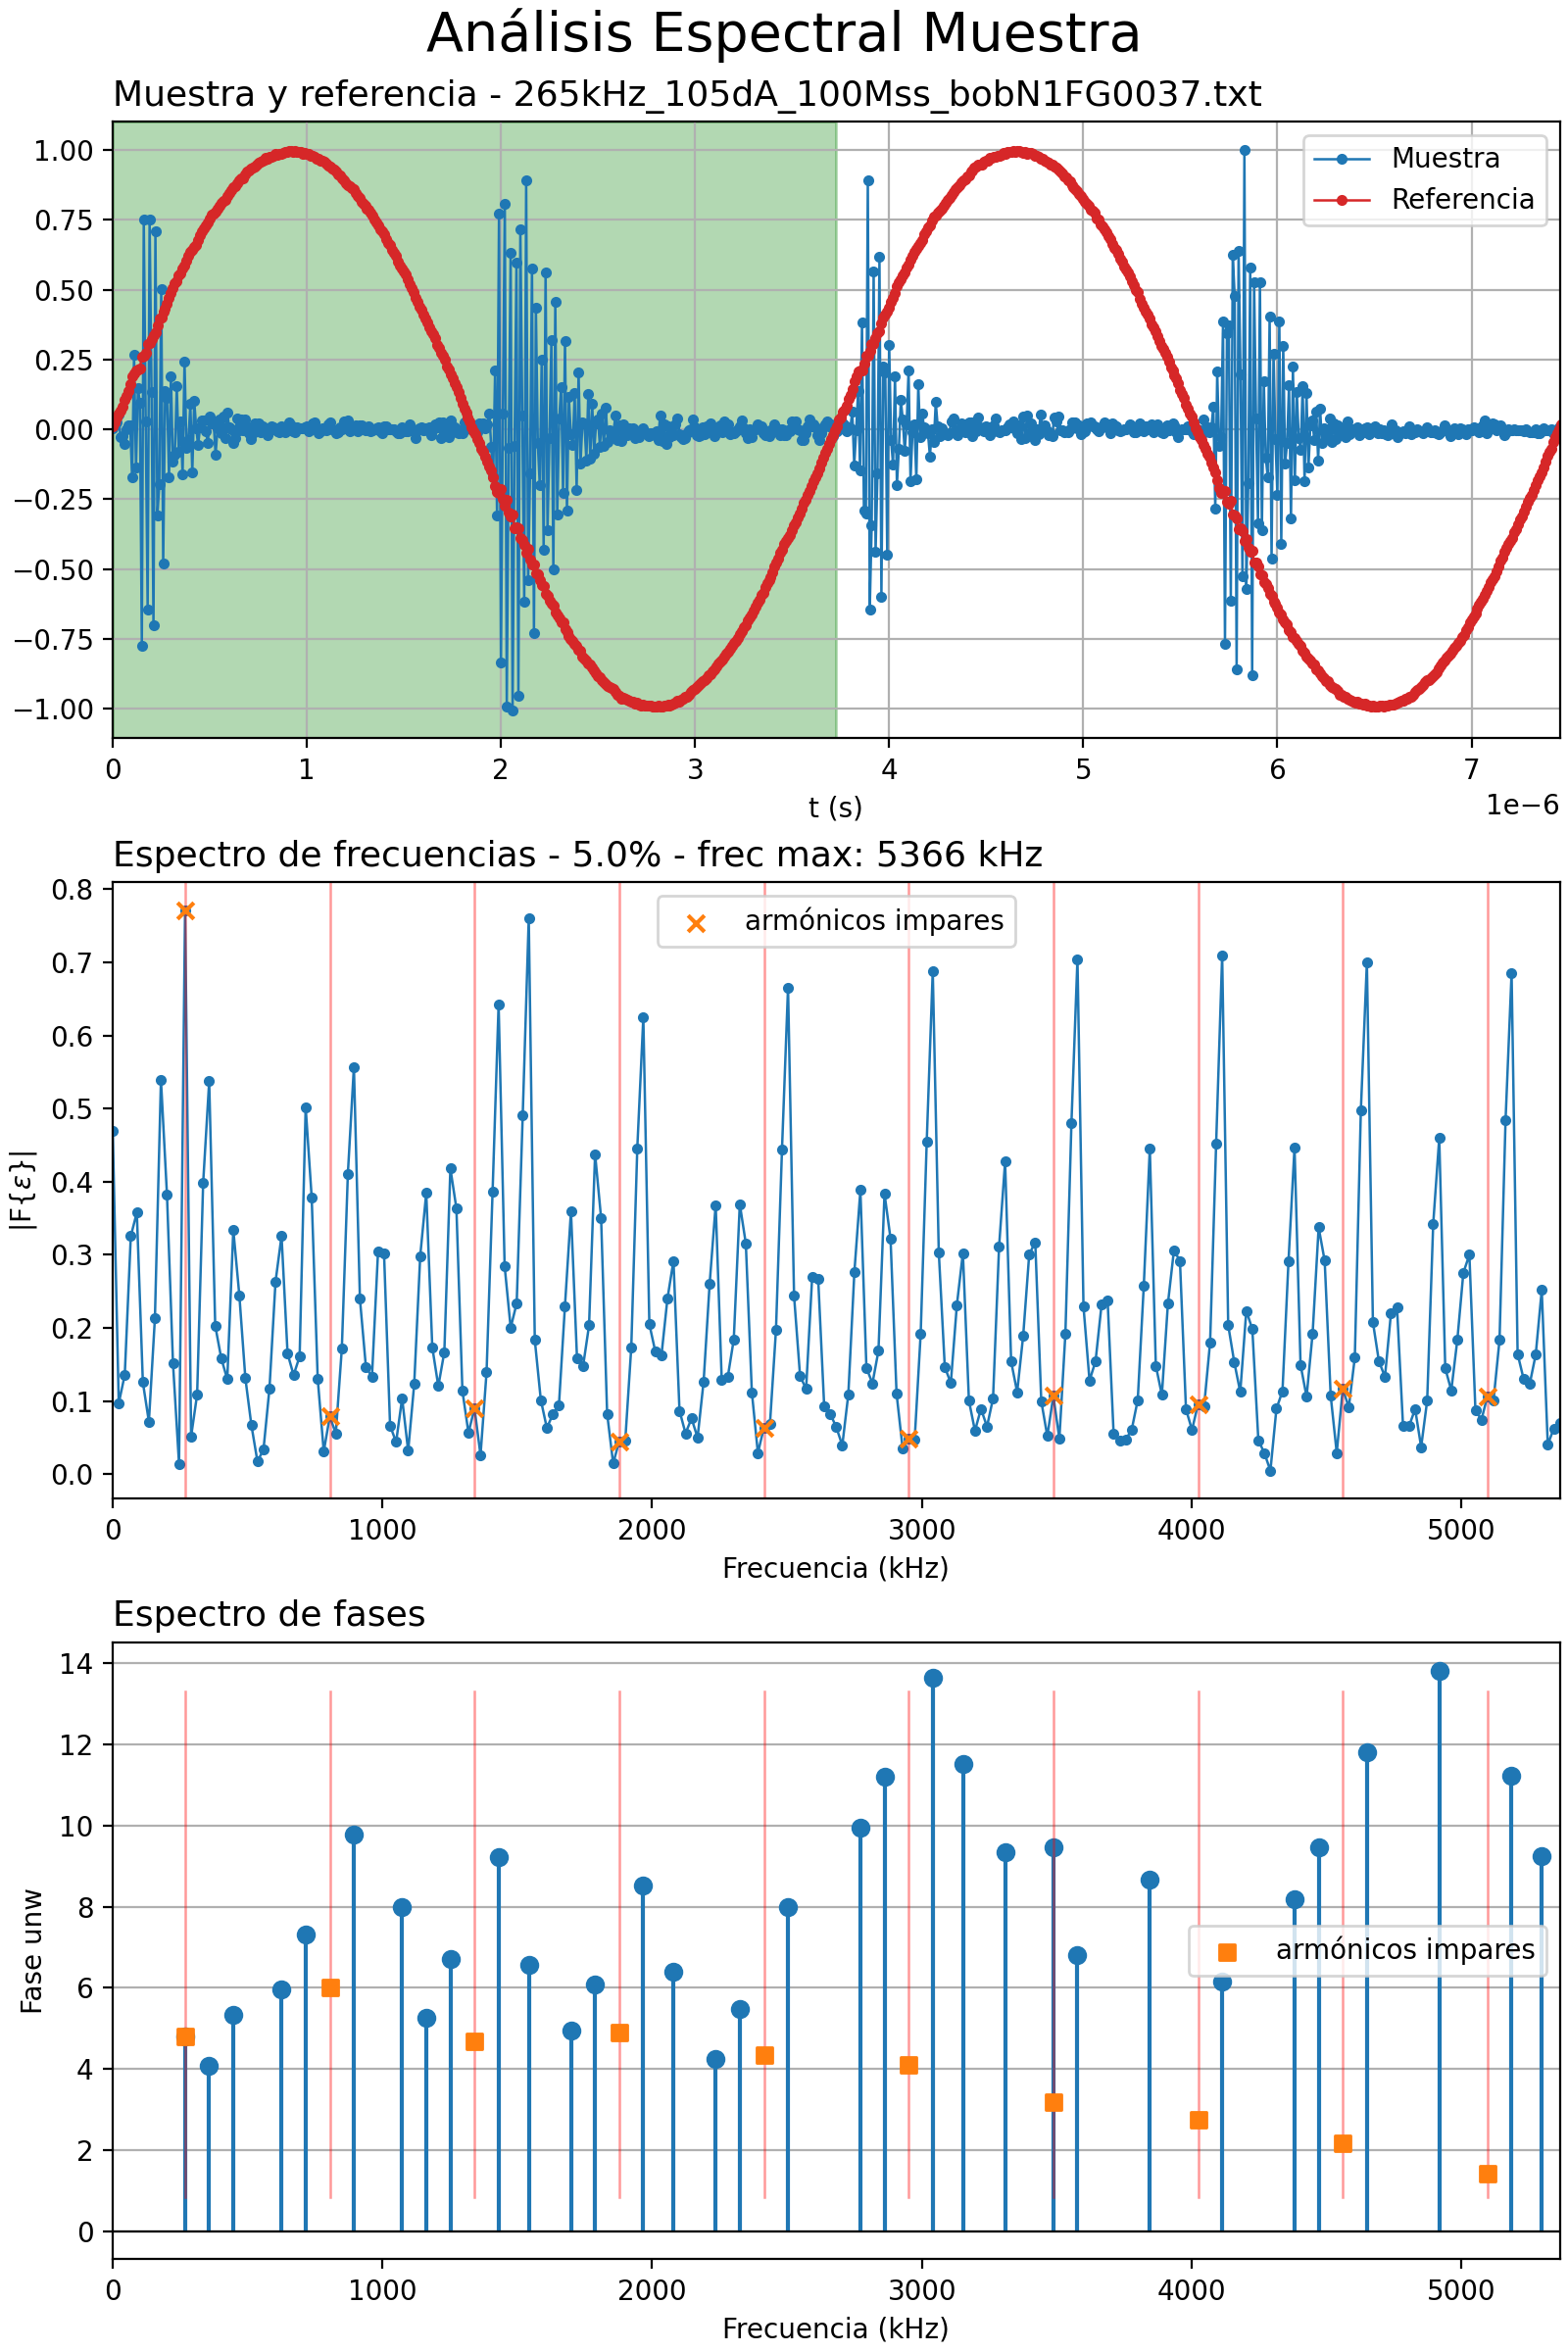 Análisis Espectral Muestra
Muestra y referencia - 265kHz_105dA_100Mss_bobN1FG0037.txt
1.00
0.75
0.50
0.25
0.00
−0.25
−0.50
−0.75
−1.00
Muestra
Referencia
0 1 2 3 4 5 6 7
t (s)
1e−6
Espectro de frecuencias - 5.0% - frec max: 5366 kHz
0.8
0.7
0.6
0.5
0.4
0.3
0.2
0.1
0.0
|F{ε}|
armónicos impares
0 1000 2000 3000 4000 5000
Frecuencia (kHz)
Espectro de fases
14
12
10
8
6
4
2
0
Fase unw
armónicos impares
0 1000 2000 3000 4000 5000
Frecuencia (kHz)